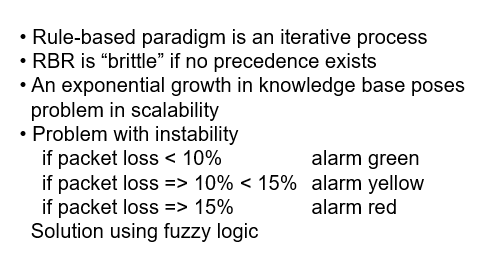 • Rule-based paradigm is an iterative process
• RBR is “brittle” if no precedence exists
• An exponential growth in knowledge base poses
problem in scalability
• Problem with instability
if packet loss < 10% alarm green
if packet loss => 10% < 15% alarm yellow
if packet loss => 15% alarm red
Solution using fuzzy logic